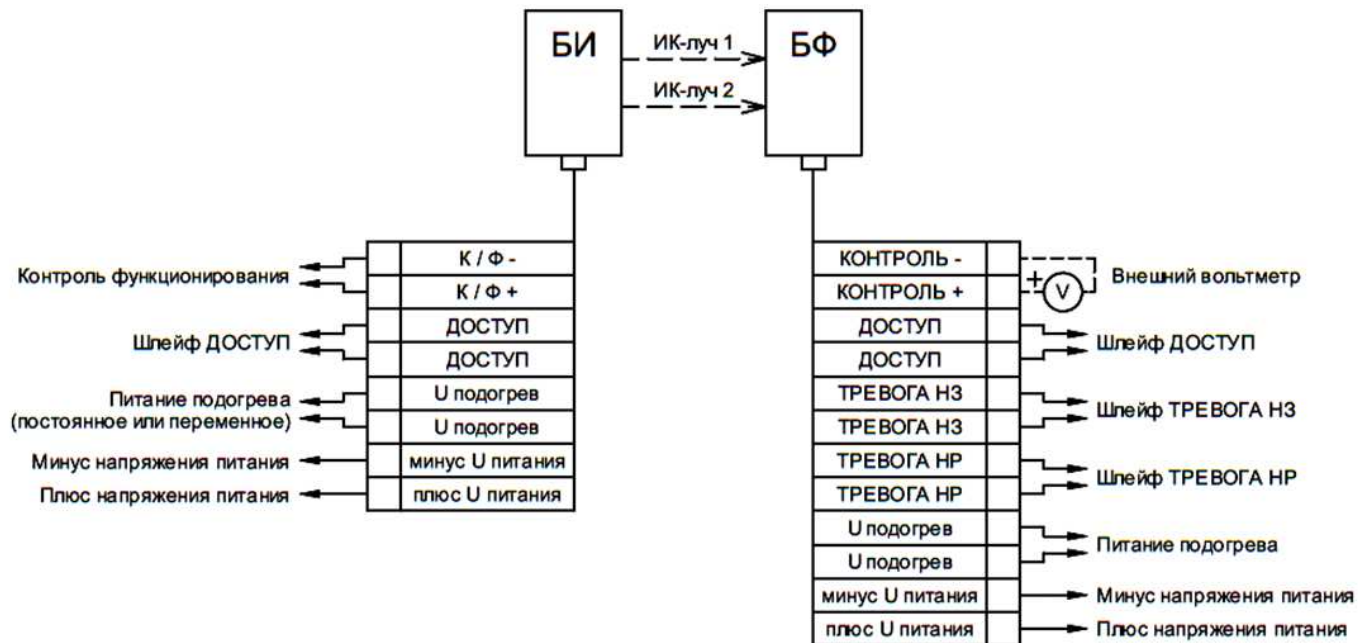 БИ
ИК-луч 1
ИК-луч 2
БФ
Контроль функционирования
К / Ф -
К / Ф +
Шлейф ДОСТУП
ДОСТУП
ДОСТУП
Питание подогрева
(постоянное или переменное)
U подогрев
U подогрев
Минус напряжения питания
минус U питания
Плюс напряжения питания
плюс U питания
КОНТРОЛЬ -
КОНТРОЛЬ +
+
V
Внешний вольтметр
ДОСТУП
ДОСТУП
Шлейф ДОСТУП
ТРЕВОГА НЗ
ТРЕВОГА НЗ
Шлейф ТРЕВОГА НЗ
ТРЕВОГА НР
ТРЕВОГА НР
Шлейф ТРЕВОГА НР
U подогрев
U подогрев
Питание подогрева
минус U питания
Минус напряжения питания
плюс U питания
Плюс напряжения питания